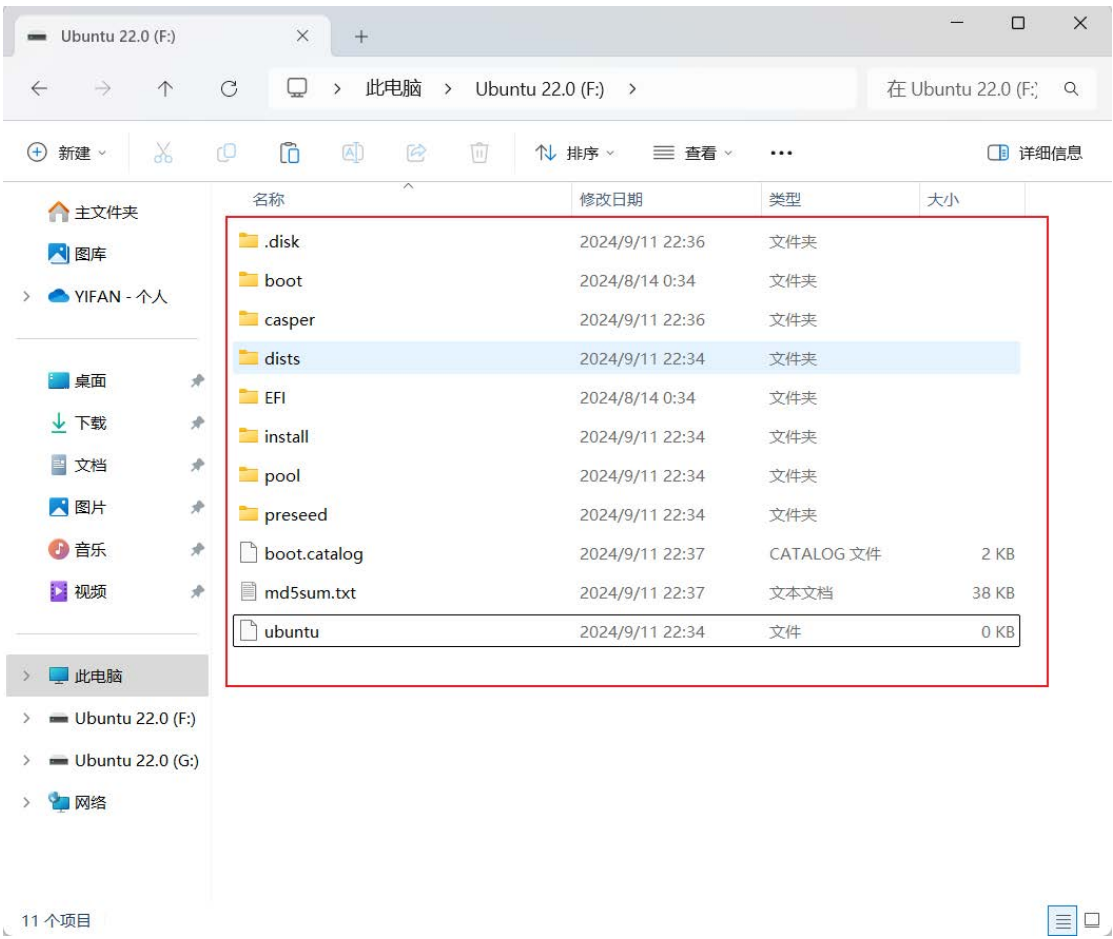 Ubuntu 22.0 (F:)
此电脑 > Ubuntu 22.0 (F:) >
在 Ubuntu 22.0 (F:)
新建
排序
查看
详细信息
主文件夹
图库
YIFAN - 个人
桌面
下载
文档
图片
音乐
视频
此电脑
Ubuntu 22.0 (F:)
Ubuntu 22.0 (G:)
网络
名称 修改日期 类型 大小
.disk 2024/9/11 22:36 文件夹
boot 2024/8/14 0:34 文件夹
casper 2024/9/11 22:36 文件夹
dists 2024/9/11 22:34 文件夹
EFI 2024/8/14 0:34 文件夹
install 2024/9/11 22:34 文件夹
pool 2024/9/11 22:34 文件夹
preseed 2024/9/11 22:34 文件夹
boot.catalog 2024/9/11 22:37 CATALOG 文件 2 KB
md5sum.txt 2024/9/11 22:37 文本文档 38 KB
ubuntu 2024/9/11 22:34 文件 0 KB
11 个项目